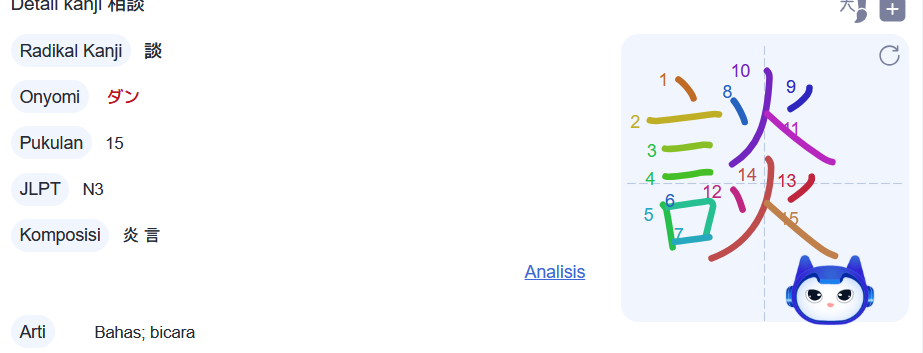 Detail kanji 相談
Radikal Kanji 談
Onyomi ダン
Pukulan 15
JLPT N3
Komposisi 炎 言
Analisis
Arti Bahas; bicara
1
2
3
4
5
6
7
8
9
10
11
12
13
14
15